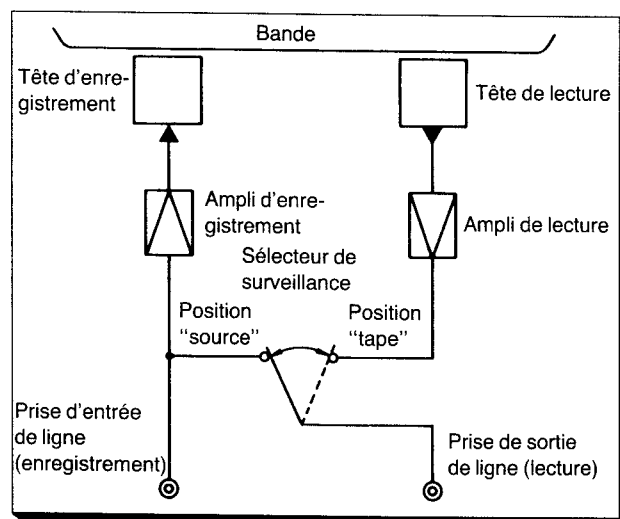 Bande
Tête d'enre-
gistrement
Tête de lecture
Ampli d'enre-
gistrement
Ampli de lecture
Sélecteur de
surveillance
Position
"source"
Position
"tape"
Prise d'entrée
de ligne
(enregistrement)
Prise de sortie
de ligne (lecture)